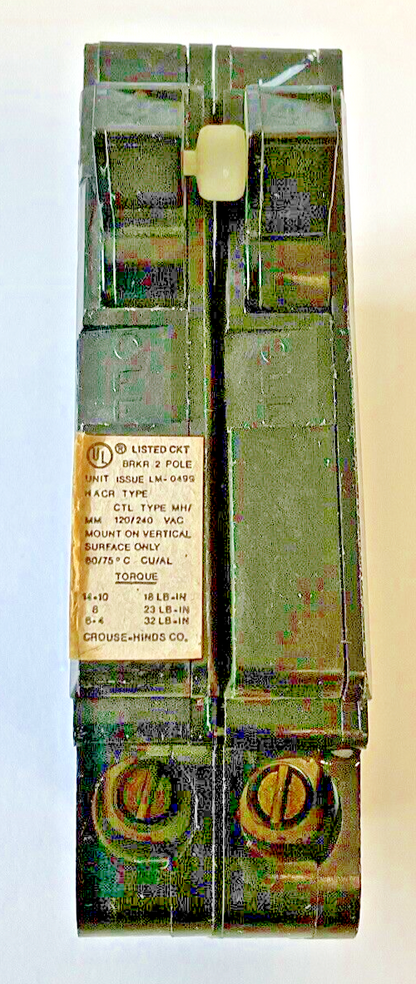 UL ® LISTED CKT
BRKR 2 POLE
UNIT ISSUE LM-0499
HACR TYPE
CTL TYPE MH/
MM 120/240 VAC
MOUNT ON VERTICAL
SURFACE ONLY
60/75°C CU/AL
TORQUE
14-10 18 LB-IN
8 23 LB-IN
6-4 32 LB-IN
CROUSE-HINDS CO.